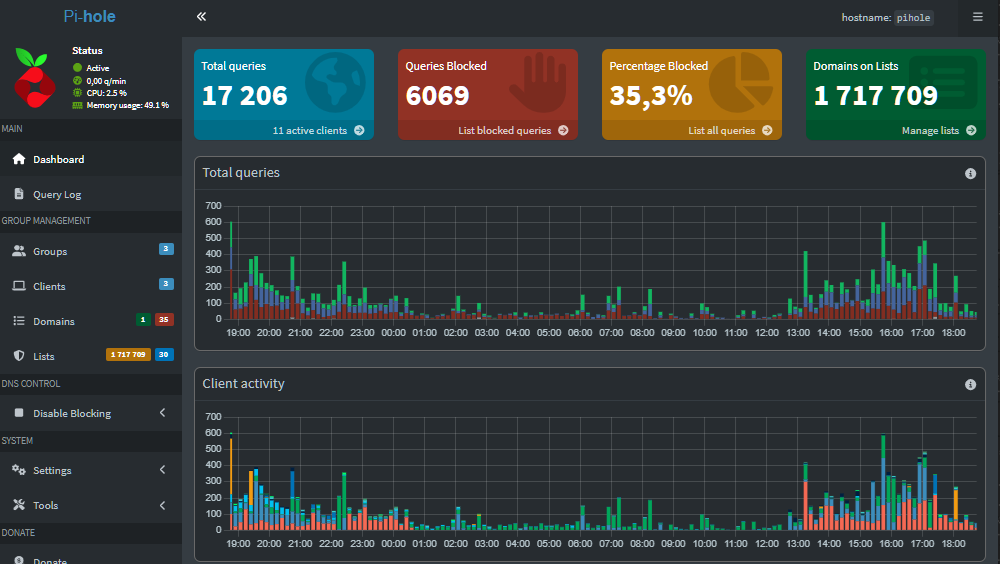 Pi-hole
hostname: pihole
Status
Active
0,00 q/min
CPU: 2.5 %
Memory usage: 49.1 %
MAIN
Dashboard
Query Log
GROUP MANAGEMENT
Groups 3
Clients 3
Domains 1 35
Lists 1 717 709 30
DNS CONTROL
Disable Blocking
SYSTEM
Settings
Tools
DONATE
Donate
Total queries
17 206
11 active clients
Queries Blocked
6069
List blocked queries
Percentage Blocked
35,3%
List all queries
Domains on Lists
1 717 709
Manage lists
Total queries
700
600
500
400
300
200
100
0
19:00 20:00 21:00 22:00 23:00 00:00 01:00 02:00 03:00 04:00 05:00 06:00 07:00 08:00 09:00 10:00 11:00 12:00 13:00 14:00 15:00 16:00 17:00 18:00
Client activity
700
600
500
400
300
200
100
0
19:00 20:00 21:00 22:00 23:00 00:00 01:00 02:00 03:00 04:00 05:00 06:00 07:00 08:00 09:00 10:00 11:00 12:00 13:00 14:00 15:00 16:00 17:00 18:00